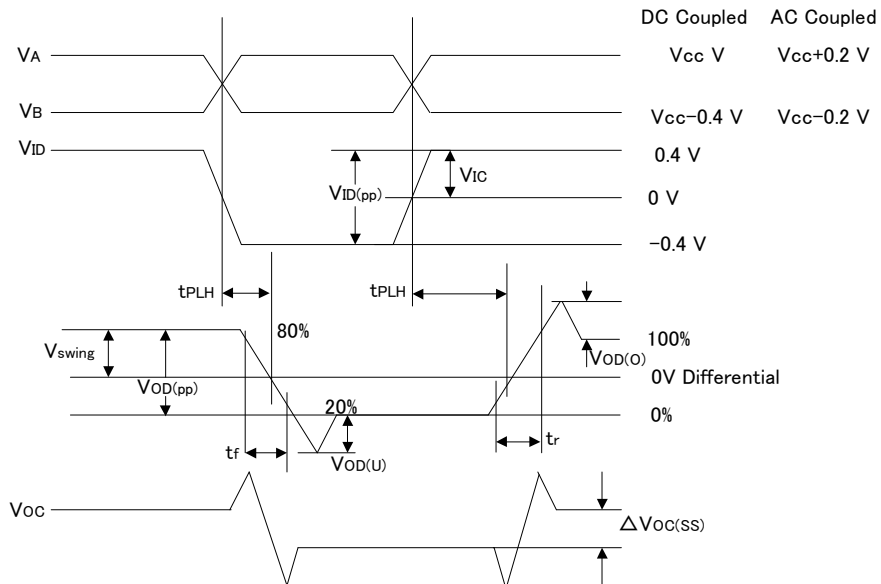 DC Coupled AC Coupled
VA Vcc V Vcc+0.2 V
VB Vcc−0.4 V Vcc−0.2 V
VID 0.4 V
VID(pp) VIC
0 V
−0.4 V
tPLH tPLH
80% 100%
Vswing VOD(O)
VOD(pp) 0V Differential
20% 0%
tf tr
VOD(U)
VOC
△VOC(SS)